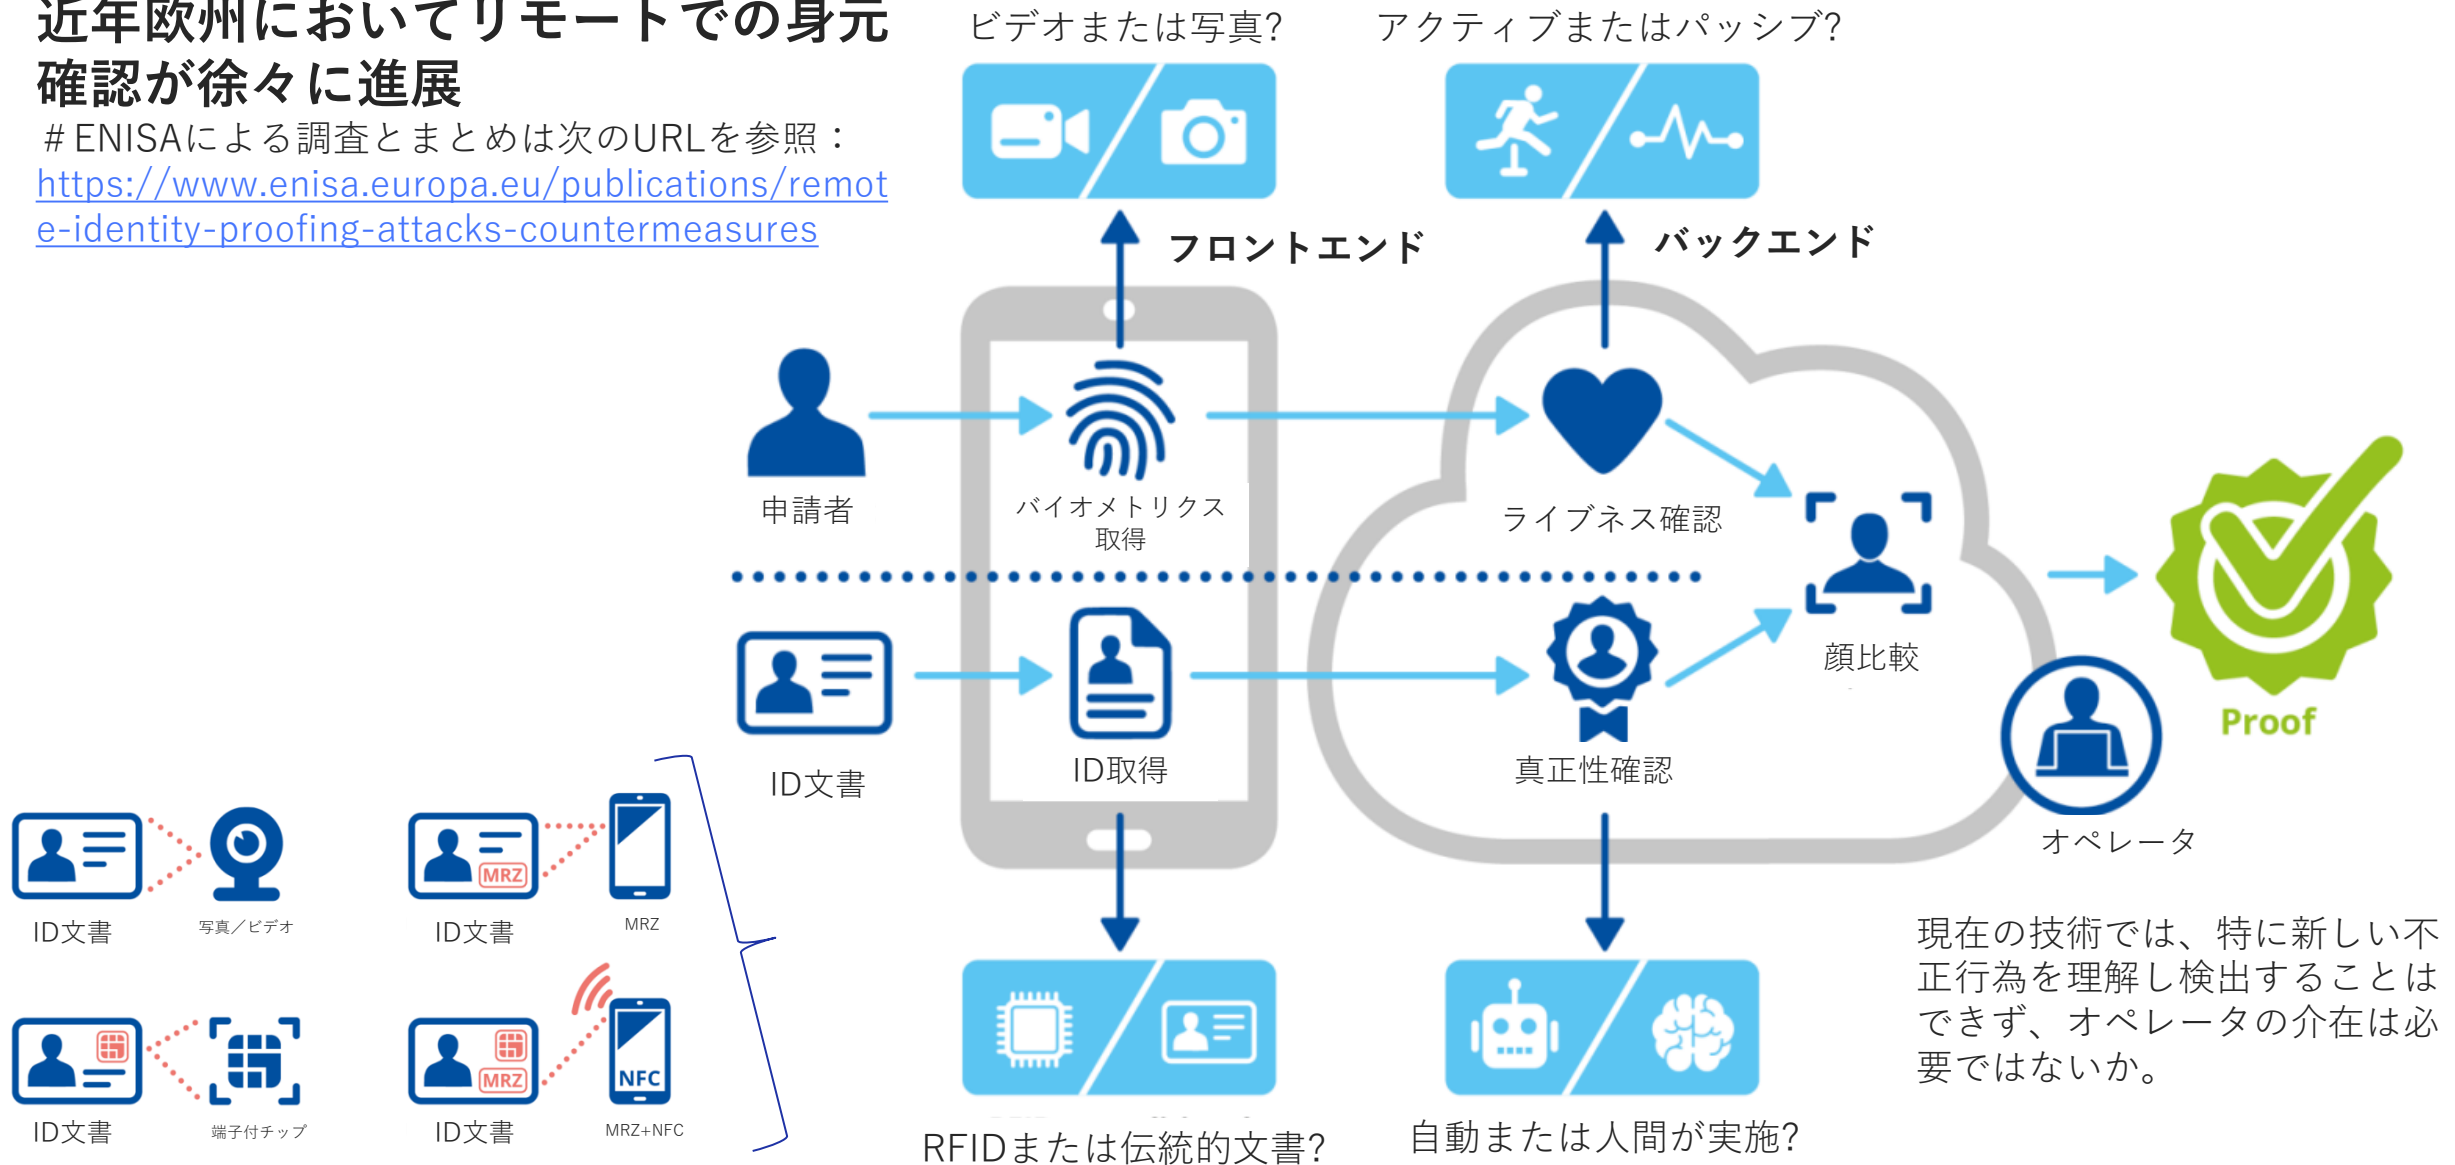 近年欧州においてリモートでの身元
確認が徐々に進展
＃ENISAによる調査とまとめは次のURLを参照：
https://www.enisa.europa.eu/publications/remot
e-identity-proofing-attacks-countermeasures
ビデオまたは写真?
アクティブまたはパッシブ?
フロントエンド
バックエンド
申請者
バイオメトリクス
取得
ライブネス確認
顔比較
ID文書
ID取得
真正性確認
Proof
オペレータ
MRZ
ID文書
写真／ビデオ
ID文書
MRZ
MRZ
NFC
ID文書
端子付チップ
ID文書
MRZ+NFC
RFIDまたは伝統的文書?
自動または人間が実施?
現在の技術では、特に新しい不
正行為を理解し検出することは
できず、オペレータの介在は必
要ではないか。